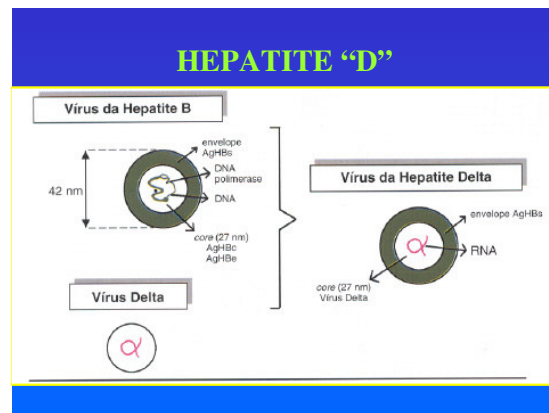 HEPATITE “D”
Vírus da Hepatite B
envelope
AgHBs
DNA
polimerase
DNA
42 nm
core (27 nm)
AgHBc
AgHBe
Vírus Delta
Vírus da Hepatite Delta
envelope AgHBs
RNA
core (27 nm)
Vírus Delta